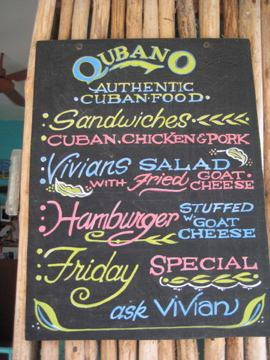 QUBANO
AUTHENTIC
CUBAN·FOOD
Sandwiches
CUBAN, CHICKEN & PORK
Vivians SALAD
WITH Fried GOAT CHEESE
Hamburger STUFFED W/ GOAT CHEESE
Friday SPECIAL
ask Vivian